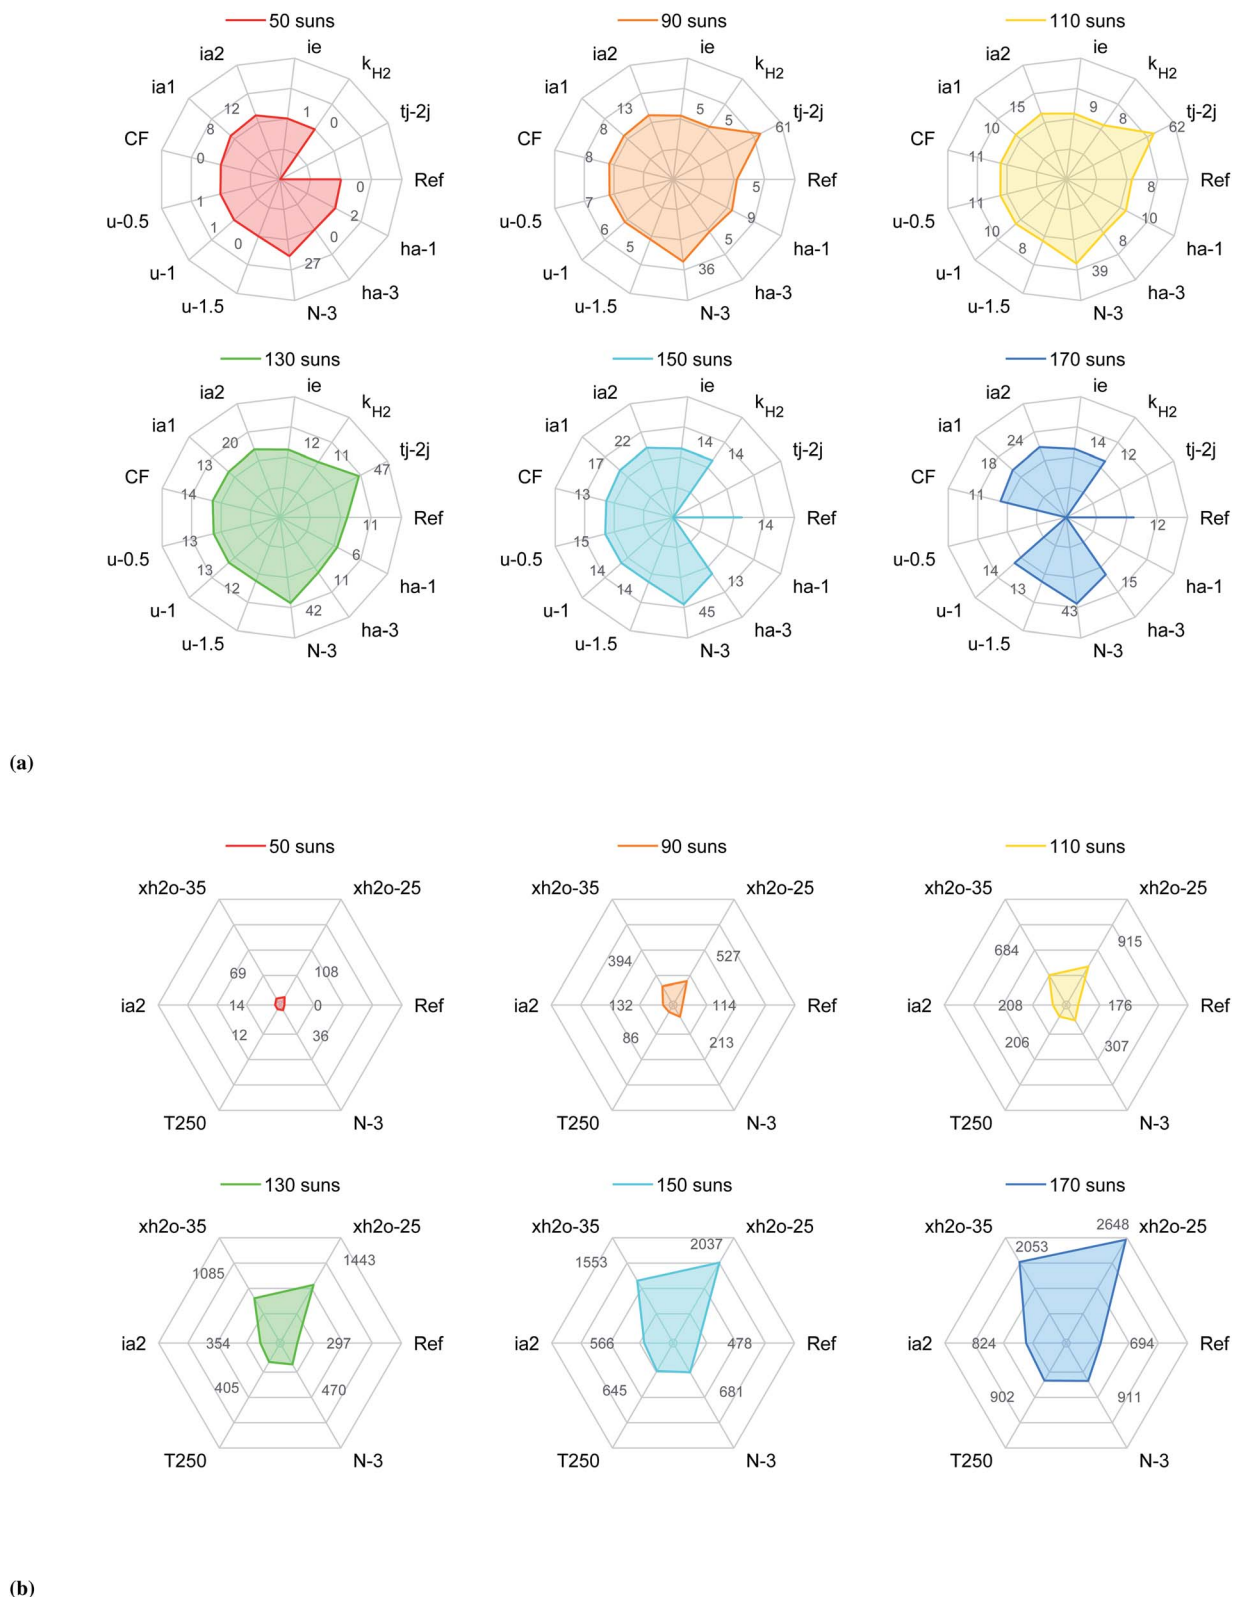 50 suns 90 suns 110 suns
ie ie ie
ia2 k_H2 ia2 k_H2 ia2 k_H2
ia1 12 1 0 tj-2j ia1 13 5 5 tj-2j ia1 15 9 8 tj-2j
8 8 61 10 62
CF 0 CF 8 CF 11
0 Ref 5 Ref 8 Ref
u-0.5 1 2 ha-1 u-0.5 7 9 ha-1 u-0.5 11 10 ha-1
1 0 0 6 5 5 10 8 8
u-1 27 ha-3 u-1 36 ha-3 u-1 39 ha-3
u-1.5 N-3 u-1.5 N-3 u-1.5 N-3
130 suns 150 suns 170 suns
ie ie ie
ia2 k_H2 ia2 k_H2 ia2 k_H2
ia1 20 12 11 tj-2j ia1 22 14 14 tj-2j ia1 24 14 12 tj-2j
13 47 17 18
CF 14 CF 13 CF 11
11 Ref 14 Ref 12 Ref
u-0.5 13 6 ha-1 u-0.5 15 ha-1 u-0.5 ha-1
13 12 11 14 14 13 14 13 15
u-1 42 ha-3 u-1 45 ha-3 u-1 43 ha-3
u-1.5 N-3 u-1.5 N-3 u-1.5 N-3
(a)
50 suns 90 suns 110 suns
xh2o-35 xh2o-25 xh2o-35 xh2o-25 xh2o-35 xh2o-25
69 108 394 527 684 915
ia2 14 0 Ref ia2 132 114 Ref ia2 208 176 Ref
12 36 86 213 206 307
T250 N-3 T250 N-3 T250 N-3
130 suns 150 suns 170 suns
xh2o-35 xh2o-25 xh2o-35 xh2o-25 xh2o-35 2648 xh2o-25
1085 1443 1553 2037 2053
ia2 354 297 Ref ia2 566 478 Ref ia2 824 694 Ref
405 470 645 681 902 911
T250 N-3 T250 N-3 T250 N-3
(b)